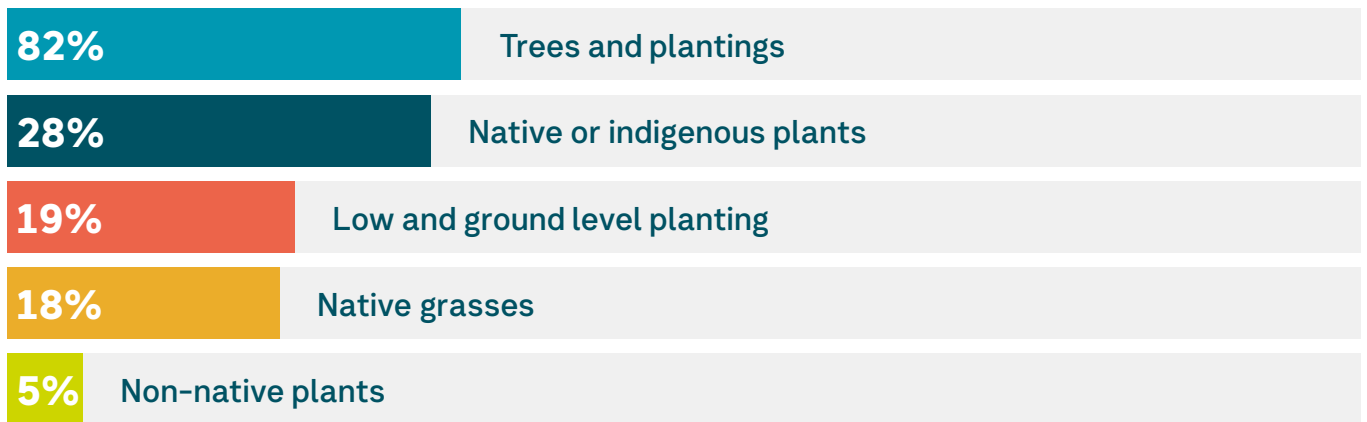 82% Trees and plantings
28% Native or indigenous plants
19% Low and ground level planting
18% Native grasses
5% Non-native plants